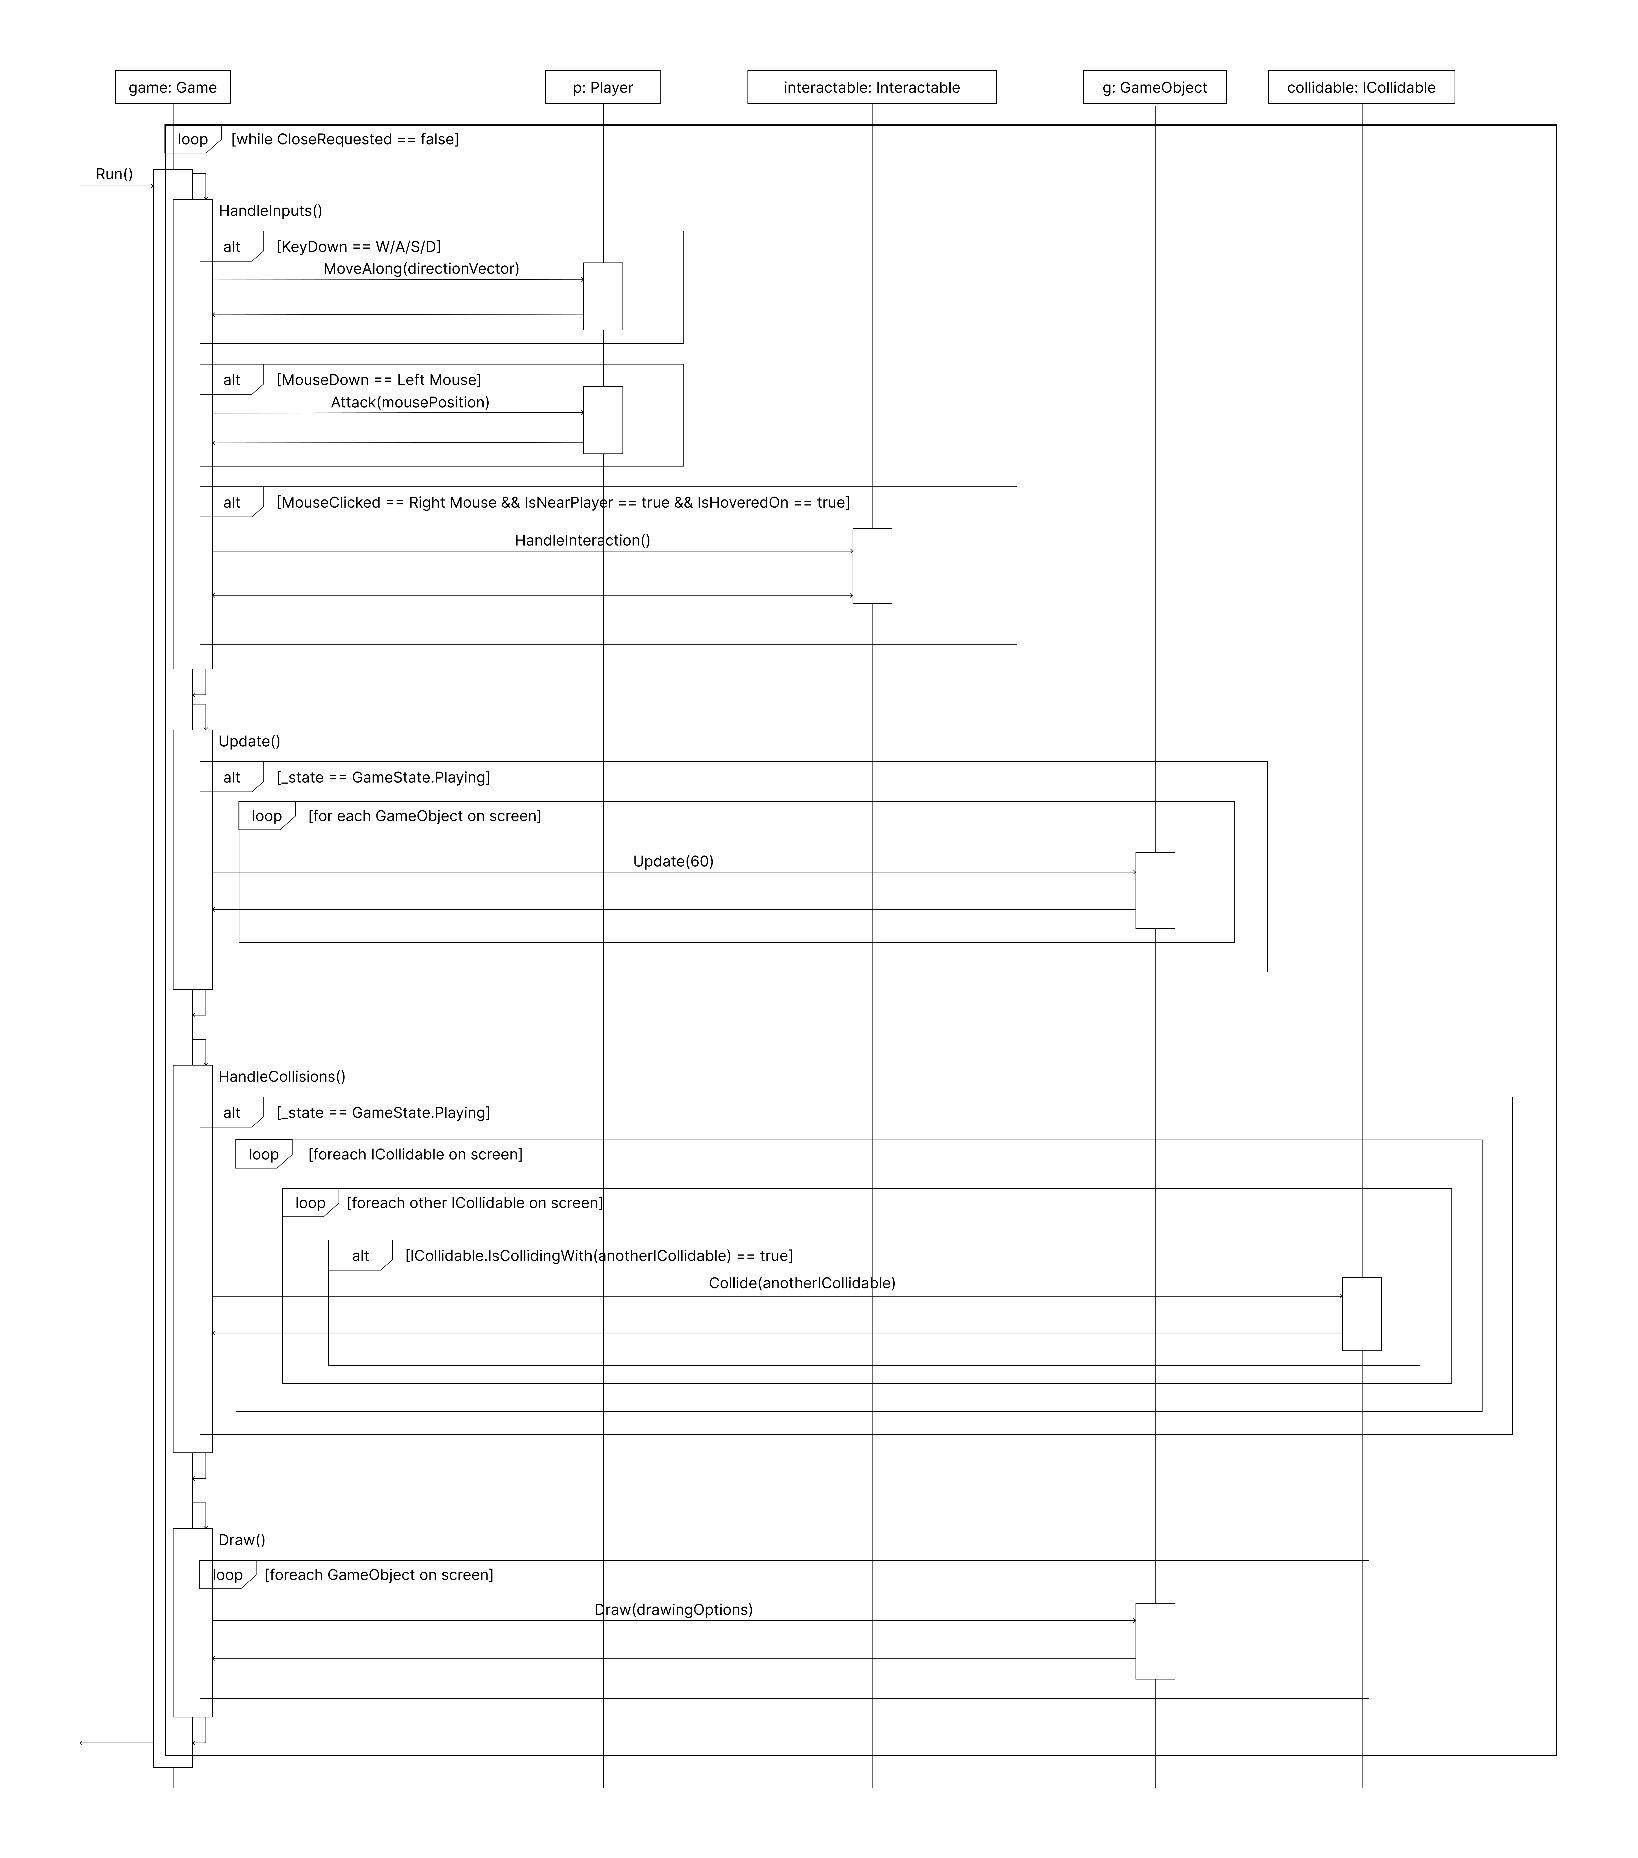 game: Game
p: Player
interactable: Interactable
g: GameObject
collidable: ICollidable
loop [while CloseRequested == false]
Run()
HandleInputs()
alt [KeyDown == W/A/S/D]
MoveAlong(directionVector)
alt [MouseDown == Left Mouse]
Attack(mousePosition)
alt [MouseClicked == Right Mouse && IsNearPlayer == true && IsHoveredOn == true]
HandleInteraction()
Update()
alt [_state == GameState.Playing]
loop [for each GameObject on screen]
Update(60)
HandleCollisions()
alt [_state == GameState.Playing]
loop [foreach ICollidable on screen]
loop [foreach other ICollidable on screen]
alt [ICollidable.IsCollidingWith(anotherICollidable) == true]
Collide(anotherICollidable)
Draw()
loop [foreach GameObject on screen]
Draw(drawingOptions)